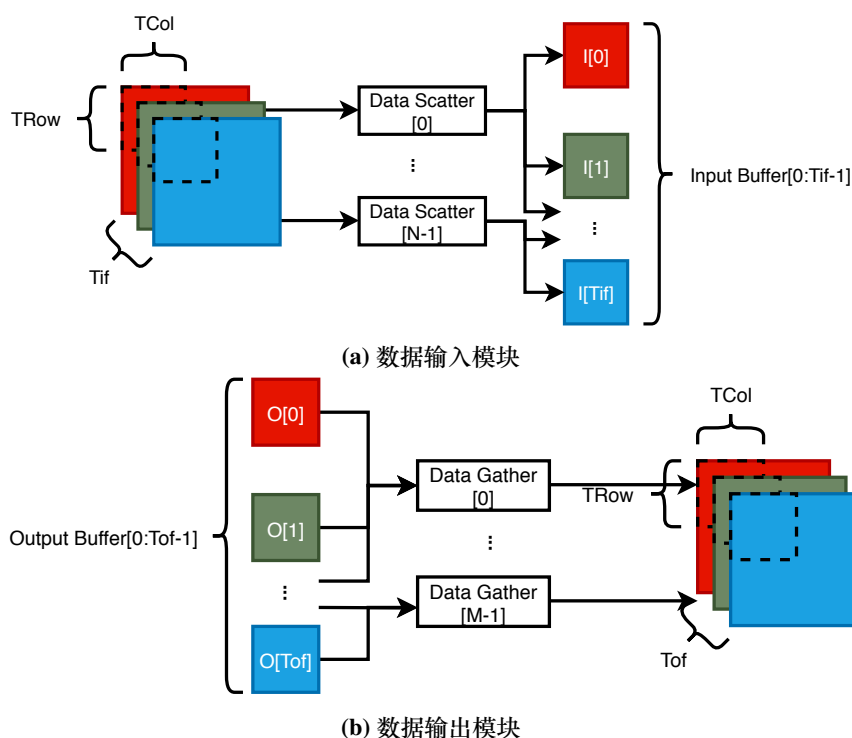 TCol
TRow
Tif
Data Scatter
[0]
...
Data Scatter
[N-1]
I[0]
I[1]
...
I[Tif]
Input Buffer[0:Tif-1]
(a) 数据输入模块
Output Buffer[0:Tof-1]
O[0]
O[1]
...
O[Tof]
Data Gather
[0]
...
Data Gather
[M-1]
TCol
TRow
Tof
(b) 数据输出模块